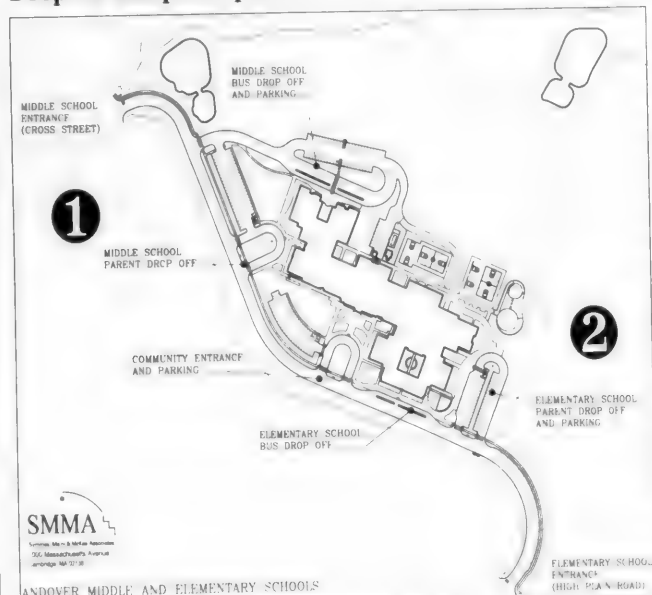 MIDDLE SCHOOL
BUS DROP OFF
AND PARKING
MIDDLE SCHOOL
ENTRANCE
(CROSS STREET)
1
MIDDLE SCHOOL
PARENT DROP OFF
2
COMMUNITY ENTRANCE
AND PARKING
ELEMENTARY SCHOOL
PARENT DROP OFF
AND PARKING
ELEMENTARY SCHOOL
BUS DROP OFF
SMMA
Massachusetts Avenue
ELEMENTARY SCHOOL
ENTRANCE
(HIGH PLAIN ROAD)
ANDOVER MIDDLE AND ELEMENTARY SCHOOLS